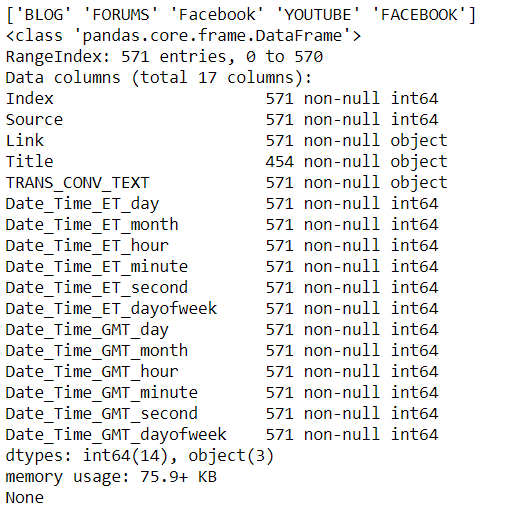 ['BLOG' 'FORUMS' 'Facebook' 'YOUTUBE' 'FACEBOOK']
<class 'pandas.core.frame.DataFrame'>
RangeIndex: 571 entries, 0 to 570
Data columns (total 17 columns):
Index                     571 non-null int64
Source                    571 non-null int64
Link                      571 non-null object
Title                     454 non-null object
TRANS_CONV_TEXT           571 non-null object
Date_Time_ET_day          571 non-null int64
Date_Time_ET_month        571 non-null int64
Date_Time_ET_hour         571 non-null int64
Date_Time_ET_minute       571 non-null int64
Date_Time_ET_second       571 non-null int64
Date_Time_ET_dayofweek    571 non-null int64
Date_Time_GMT_day         571 non-null int64
Date_Time_GMT_month       571 non-null int64
Date_Time_GMT_hour        571 non-null int64
Date_Time_GMT_minute      571 non-null int64
Date_Time_GMT_second      571 non-null int64
Date_Time_GMT_dayofweek   571 non-null int64
dtypes: int64(14), object(3)
memory usage: 75.9+ KB
None